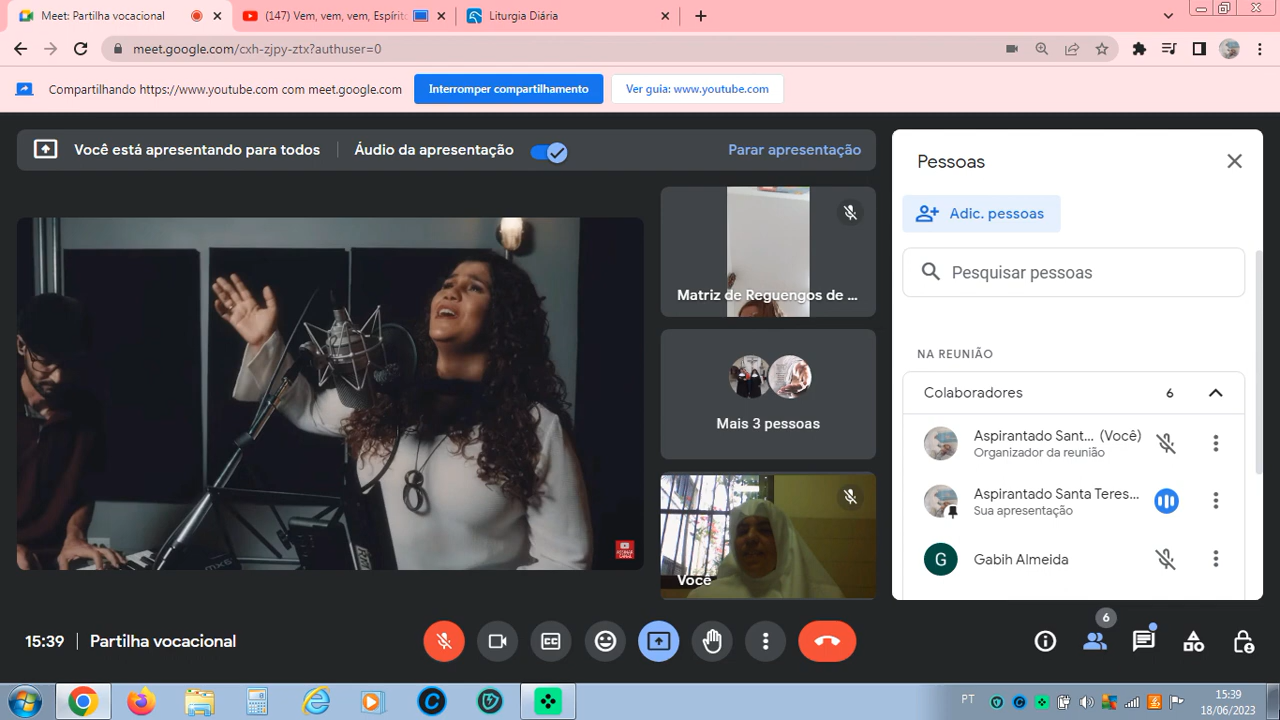 Meet: Partilha vocacional
(147) Vem, vem, vem, Espírit
Liturgia Diária
meet.google.com/cxh-zjpy-ztx?authuser=0
Compartilhando https://www.youtube.com com meet.google.com
Interromper compartilhamento
Ver guia: www.youtube.com
Você está apresentando para todos
Áudio da apresentação
Parar apresentação
Matriz de Reguengos de ...
Mais 3 pessoas
Você
Pessoas
Adic. pessoas
Pesquisar pessoas
NA REUNIÃO
Colaboradores 6
Aspirantado Sant... (Você)
Organizador da reunião
Aspirantado Santa Teres...
Sua apresentação
G Gabih Almeida
15:39 Partilha vocacional
6
PT
15:39
18/06/2023